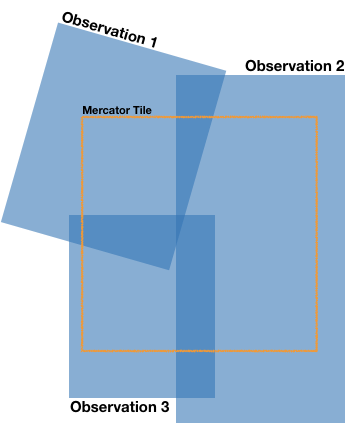 Observation 1
Observation 2
Mercator Tile
Observation 3